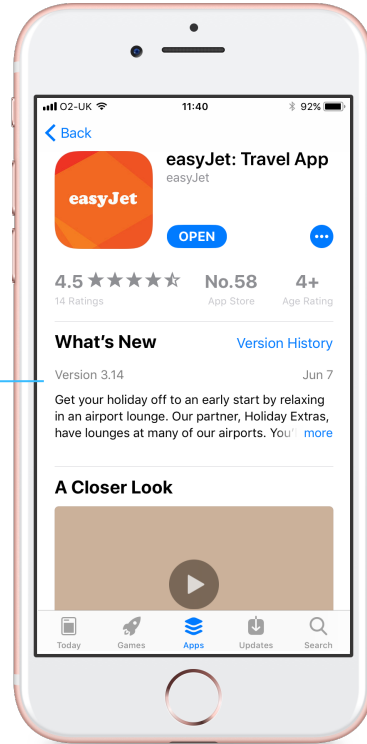 O2-UK 11:40 92%
Back
easyJet
easyJet: Travel App
easyJet
OPEN
4.5 No.58 4+
14 Ratings App Store Age Rating
What's New Version History
Version 3.14 Jun 7
Get your holiday off to an early start by relaxing
in an airport lounge. Our partner, Holiday Extras,
have lounges at many of our airports. You'l more
A Closer Look
Today Games Apps Updates Search